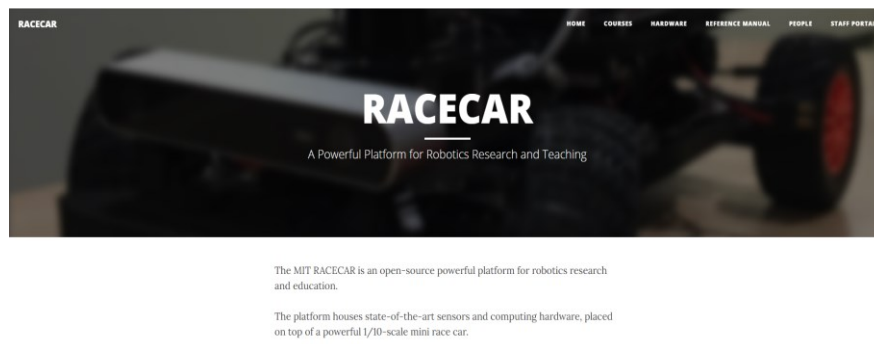 RACECAR
HOME COURSES HARDWARE REFERENCE MANUAL PEOPLE STAFF PORTAL
RACECAR
A Powerful Platform for Robotics Research and Teaching
The MIT RACECAR is an open-source powerful platform for robotics research
and education.
The platform houses state-of-the-art sensors and computing hardware, placed
on top of a powerful 1/10-scale mini race car.